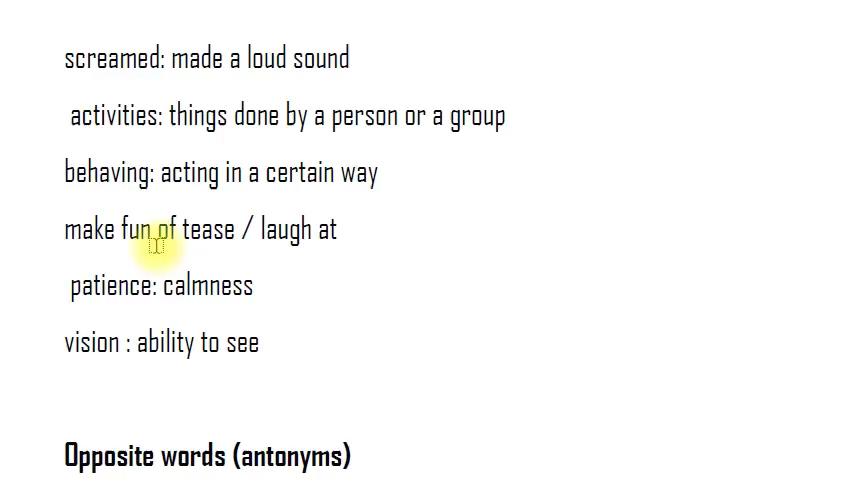 screamed: made a loud sound
activities: things done by a person or a group
behaving: acting in a certain way
make fun of tease / laugh at
patience: calmness
vision : ability to see
Opposite words (antonyms)